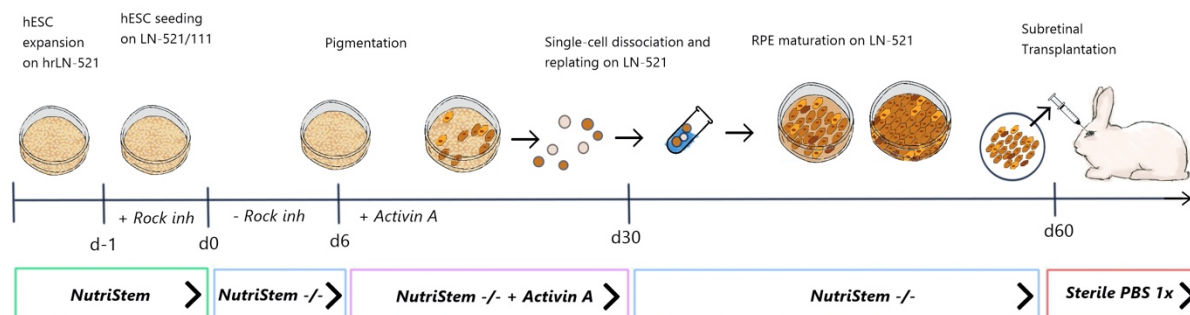 hESC
expansion
on hrLN-521
hESC seeding
on LN-521/111
Pigmentation
Single-cell dissociation and
replating on LN-521
RPE maturation on LN-521
Subretinal
Transplantation
+ Rock inh
- Rock inh
+ Activin A
d-1
d0
d6
d30
d60
NutriStem
NutriStem -/-
NutriStem -/- + Activin A
NutriStem -/-
Sterile PBS 1x